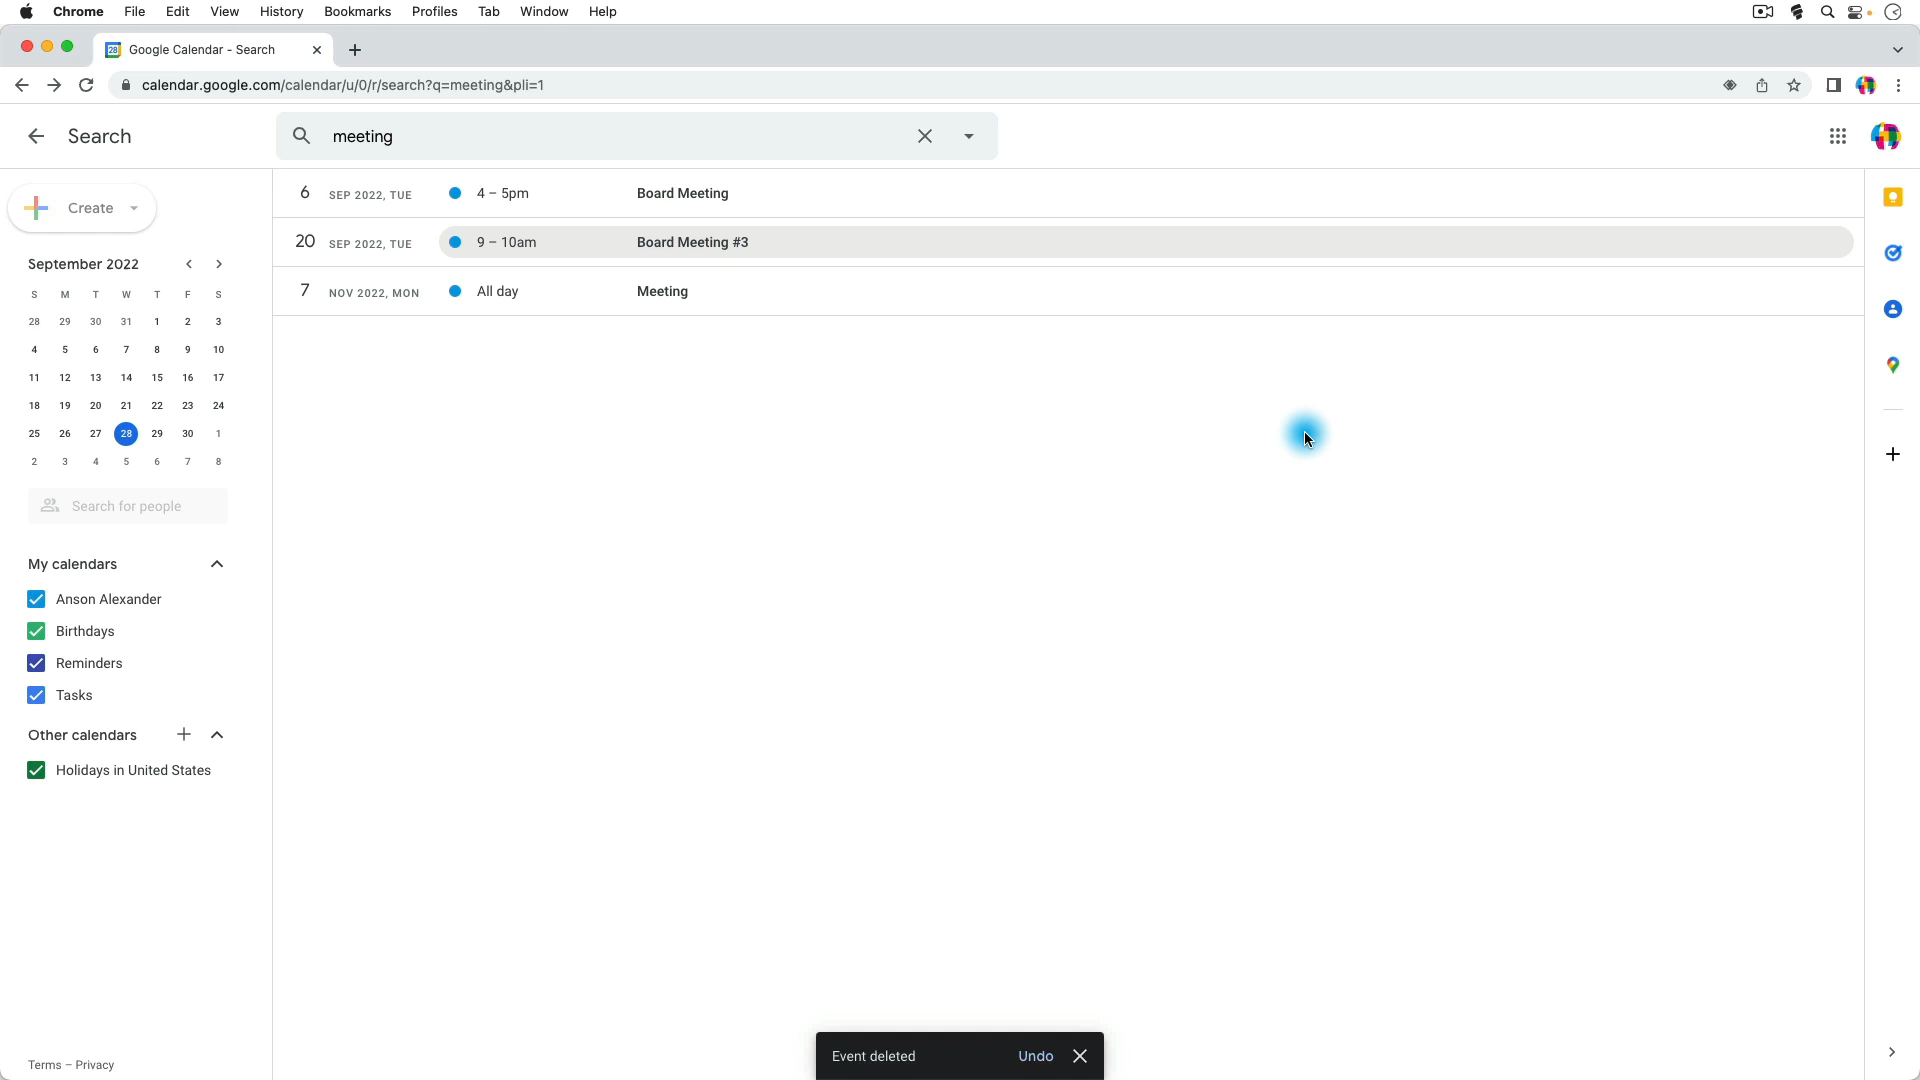 Chrome File Edit View History Bookmarks Profiles Tab Window Help
28 Google Calendar - Search
calendar.google.com/calendar/u/0/r/search?q=meeting&pli=1
Search
meeting
Create
September 2022
S M T W T F S
28 29 30 31 1 2 3
4 5 6 7 8 9 10
11 12 13 14 15 16 17
18 19 20 21 22 23 24
25 26 27 28 29 30 1
2 3 4 5 6 7 8
Search for people
My calendars
Anson Alexander
Birthdays
Reminders
Tasks
Other calendars
Holidays in United States
Terms – Privacy
6 SEP 2022, TUE 4 – 5pm Board Meeting
20 SEP 2022, TUE 9 – 10am Board Meeting #3
7 NOV 2022, MON All day Meeting
Event deleted Undo